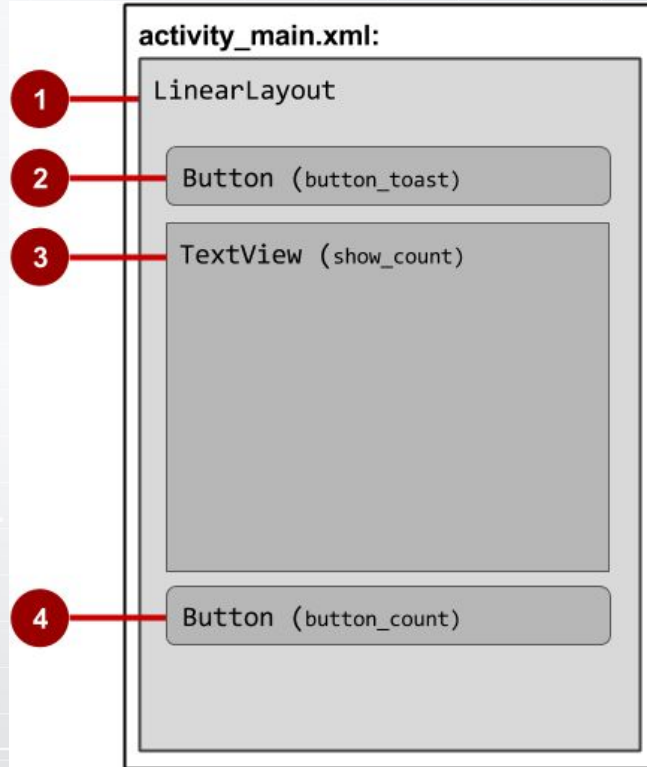 activity_main.xml:
1
LinearLayout
2
Button (button_toast)
3
TextView (show_count)
4
Button (button_count)